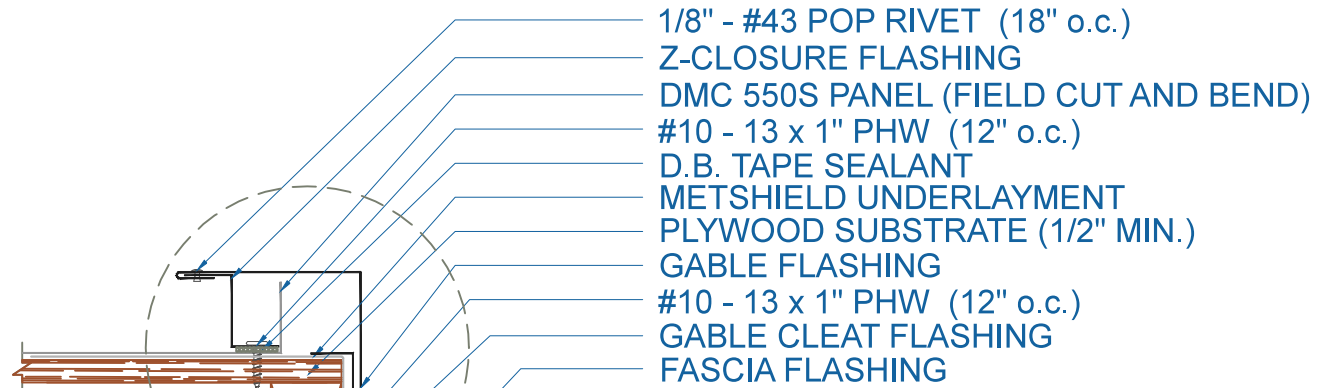 1/8" - #43 POP RIVET (18" o.c.)
Z-CLOSURE FLASHING
DMC 550S PANEL (FIELD CUT AND BEND)
#10 - 13 x 1" PHW (12" o.c.)
D.B. TAPE SEALANT
METSHIELD UNDERLAYMENT
PLYWOOD SUBSTRATE (1/2" MIN.)
GABLE FLASHING
#10 - 13 x 1" PHW (12" o.c.)
GABLE CLEAT FLASHING
FASCIA FLASHING